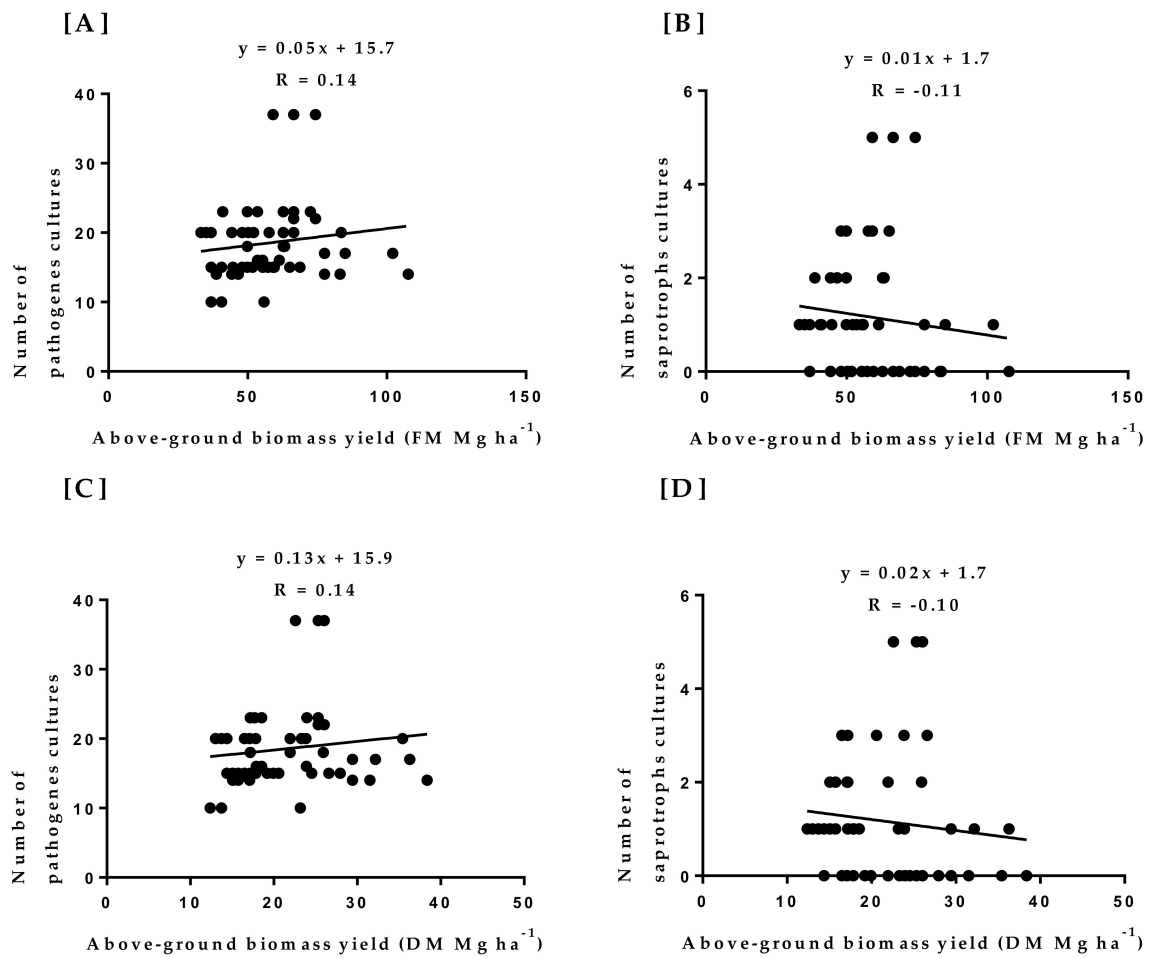 [A]
y = 0.05x + 15.7
R = 0.14
40
30
20
10
0
0 50 100 150
Number of
pathogenes cultures
Above-ground biomass yield (FM Mg ha-1)
[B]
y = 0.01x + 1.7
R = -0.11
6
4
2
0
0 50 100 150
Number of
saprotrophs cultures
Above-ground biomass yield (FM Mg ha-1)
[C]
y = 0.13x + 15.9
R = 0.14
40
30
20
10
0
0 10 20 30 40 50
Number of
pathogenes cultures
Above-ground biomass yield (DM Mg ha-1)
[D]
y = 0.02x + 1.7
R = -0.10
6
4
2
0
0 10 20 30 40 50
Number of
saprotrophs cultures
Above-ground biomass yield (DM Mg ha-1)